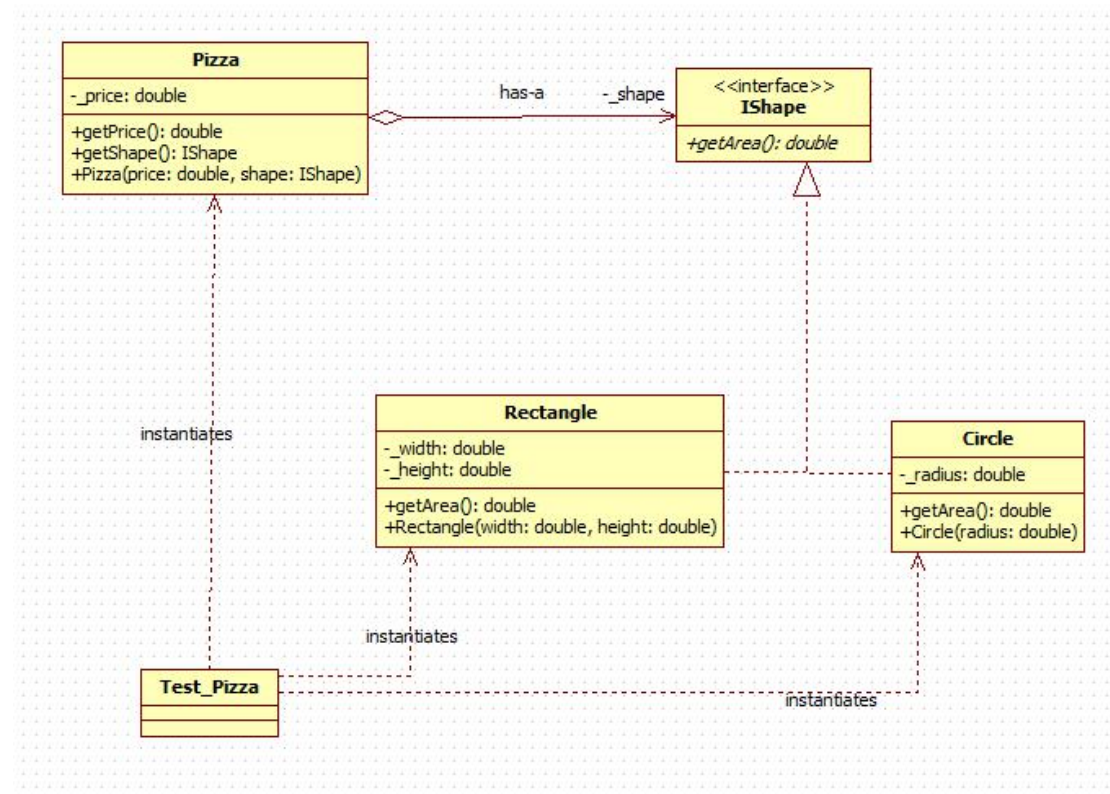 Pizza
-_price: double
+getPrice(): double
+getShape(): IShape
+Pizza(price: double, shape: IShape)
has-a
-_shape
<<interface>>
IShape
+getArea(): double
instantiates
Rectangle
-_width: double
-_height: double
+getArea(): double
+Rectangle(width: double, height: double)
Circle
-_radius: double
+getArea(): double
+Circle(radius: double)
instantiates
Test_Pizza
instantiates